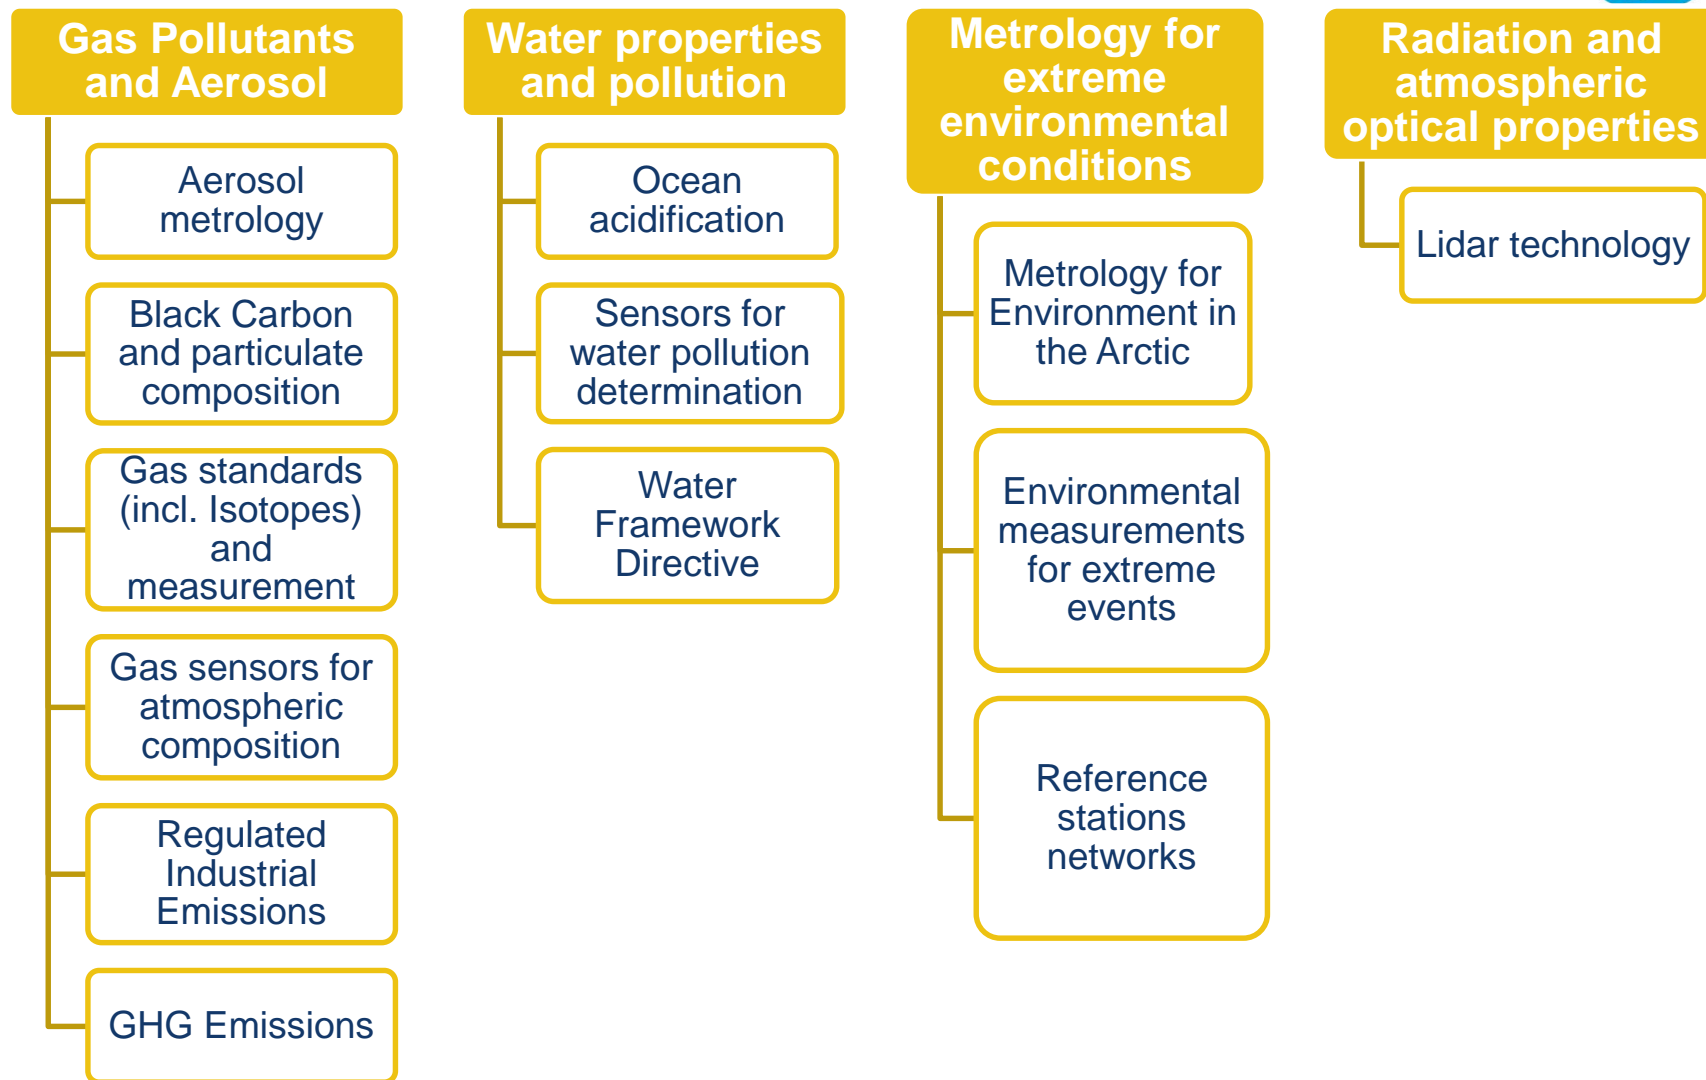 Gas Pollutants
and Aerosol
Aerosol
metrology
Black Carbon
and particulate
composition
Gas standards
(incl. Isotopes)
and
measurement
Gas sensors for
atmospheric
composition
Regulated
Industrial
Emissions
GHG Emissions
Water properties
and pollution
Ocean
acidification
Sensors for
water pollution
determination
Water
Framework
Directive
Metrology for
extreme
environmental
conditions
Metrology for
Environment in
the Arctic
Environmental
measurements
for extreme
events
Reference
stations
networks
Radiation and
atmospheric
optical properties
Lidar technology